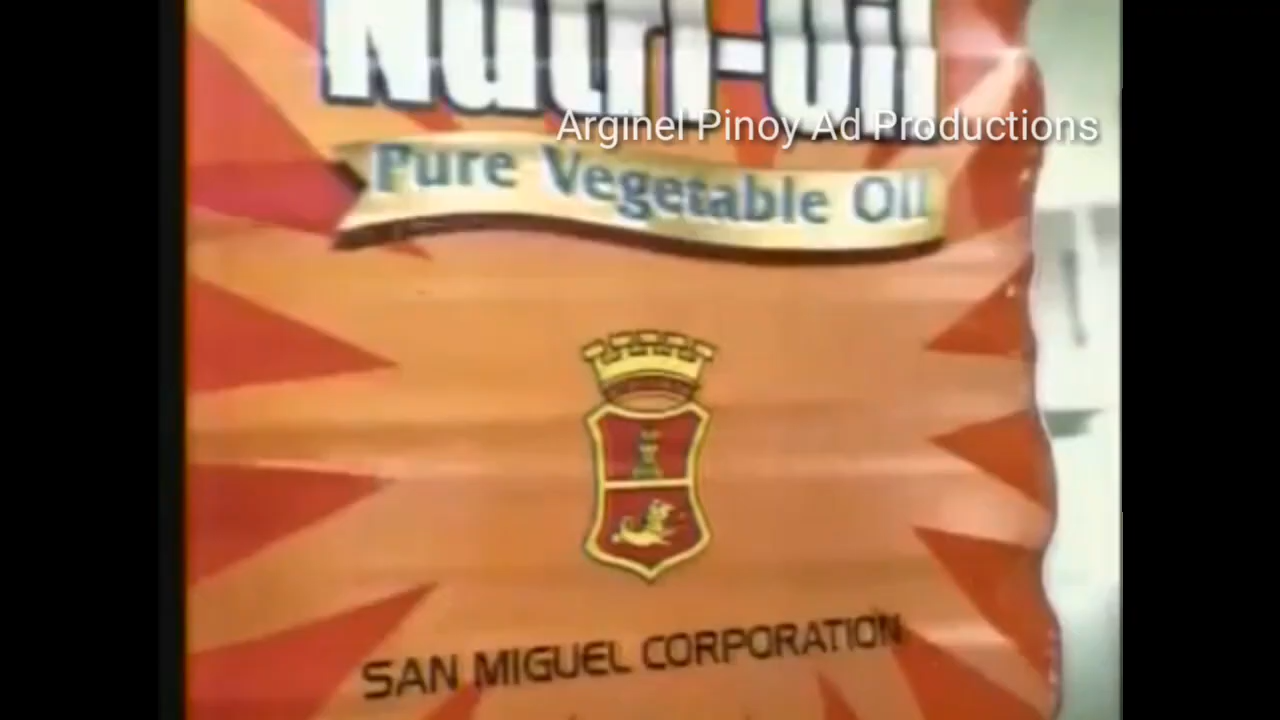 Nutri-Oil
Arginel Pinoy Ad Productions
Pure Vegetable Oil
SAN MIGUEL CORPORATION